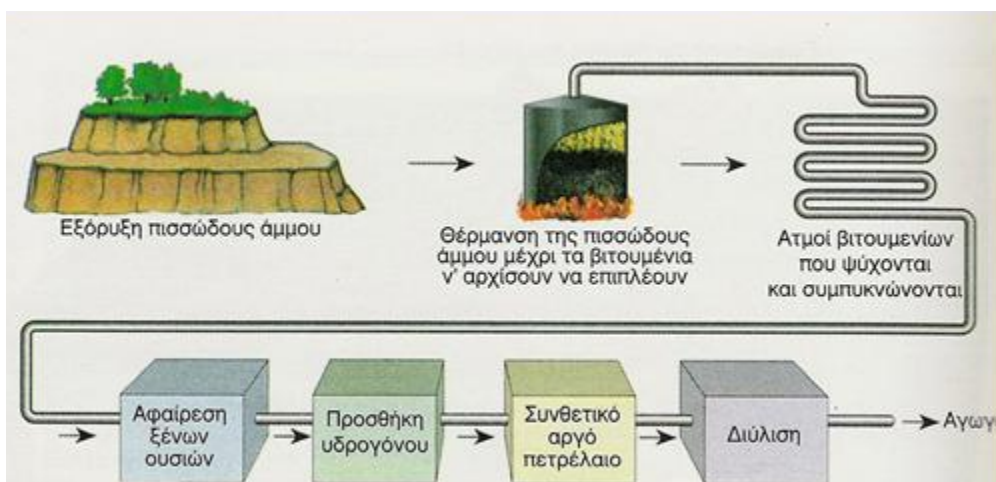 Εξόρυξη πισσώδους άμμου
Θέρμανση της πισσώδους
άμμου μέχρι τα βιτουμένια
ν' αρχίσουν να επιπλέουν
Ατμοί βιτουμενίων
που ψύχονται
και συμπυκνώνονται
Αφαίρεση
ξένων
ουσιών
Προσθήκη
υδρογόνου
Συνθετικό
αργό
πετρέλαιο
Διύλιση
Αγωγ